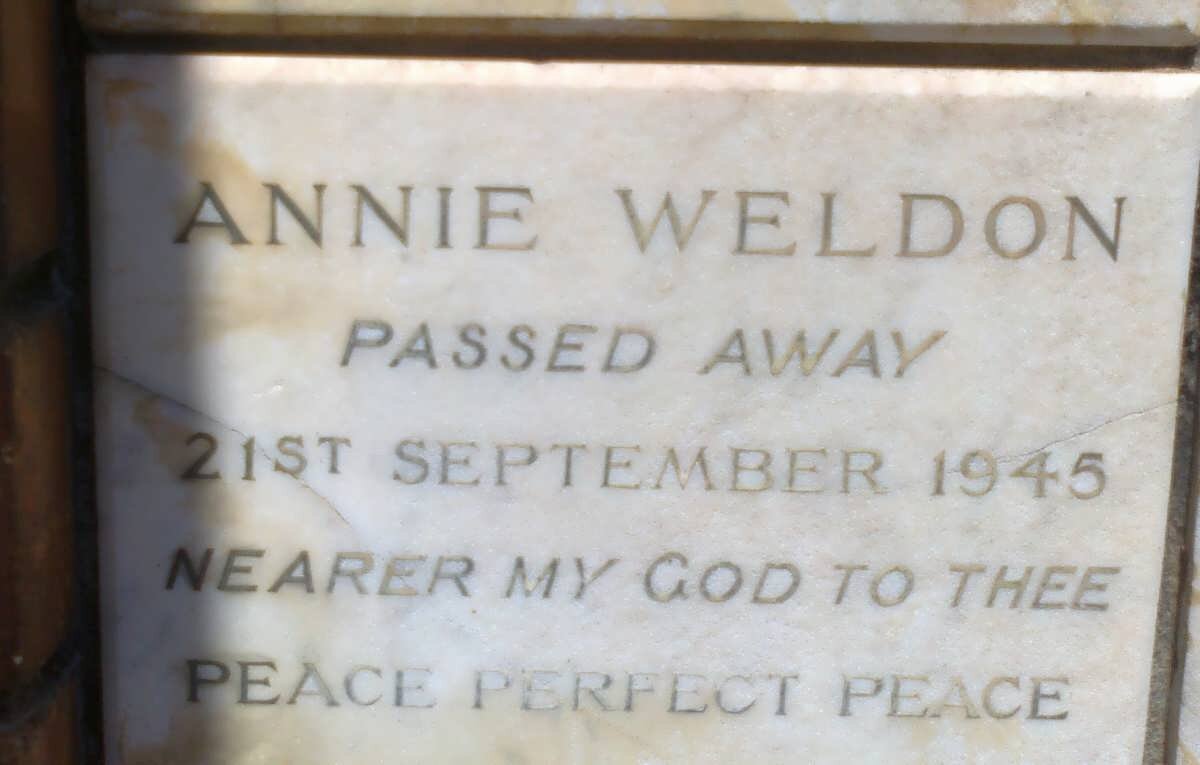 ANNIE WELDON
PASSED AWAY
21ST SEPTEMBER 1945
NEARER MY GOD TO THEE
PEACE PERFECT PEACE